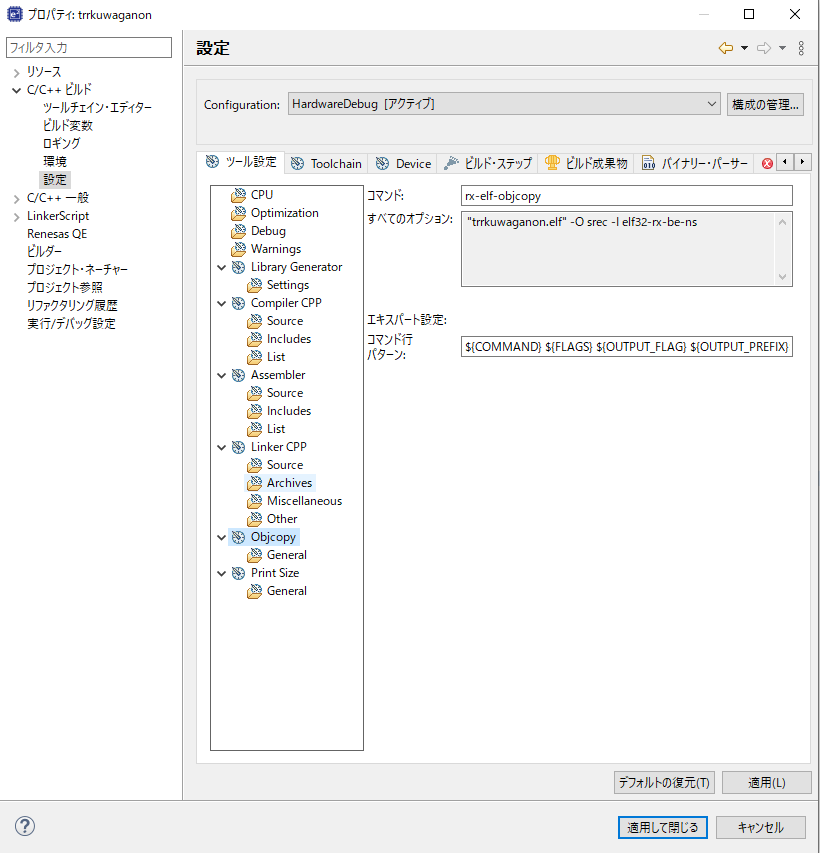 プロパティ: trrkuwaganon
フィルタ入力
リソース
C/C++ ビルド
ツールチェイン・エディター
ビルド変数
ロギング
環境
設定
C/C++ 一般
LinkerScript
Renesas QE
ビルダー
プロジェクト・ネーチャー
プロジェクト参照
リファクタリング履歴
実行/デバッグ設定
設定
Configuration: HardwareDebug [アクティブ] 構成の管理...
ツール設定 Toolchain Device ビルド・ステップ ビルド成果物 バイナリー・パーサー
CPU
Optimization
Debug
Warnings
Library Generator
Settings
Compiler CPP
Source
Includes
List
Assembler
Source
Includes
List
Linker CPP
Source
Archives
Miscellaneous
Other
Objcopy
General
Print Size
General
コマンド: rx-elf-objcopy
すべてのオプション: "trrkuwaganon.elf" -O srec -I elf32-rx-be-ns
エキスパート設定:
コマンド行
パターン: ${COMMAND} ${FLAGS} ${OUTPUT_FLAG} ${OUTPUT_PREFIX}
デフォルトの復元(T) 適用(L)
適用して閉じる キャンセル